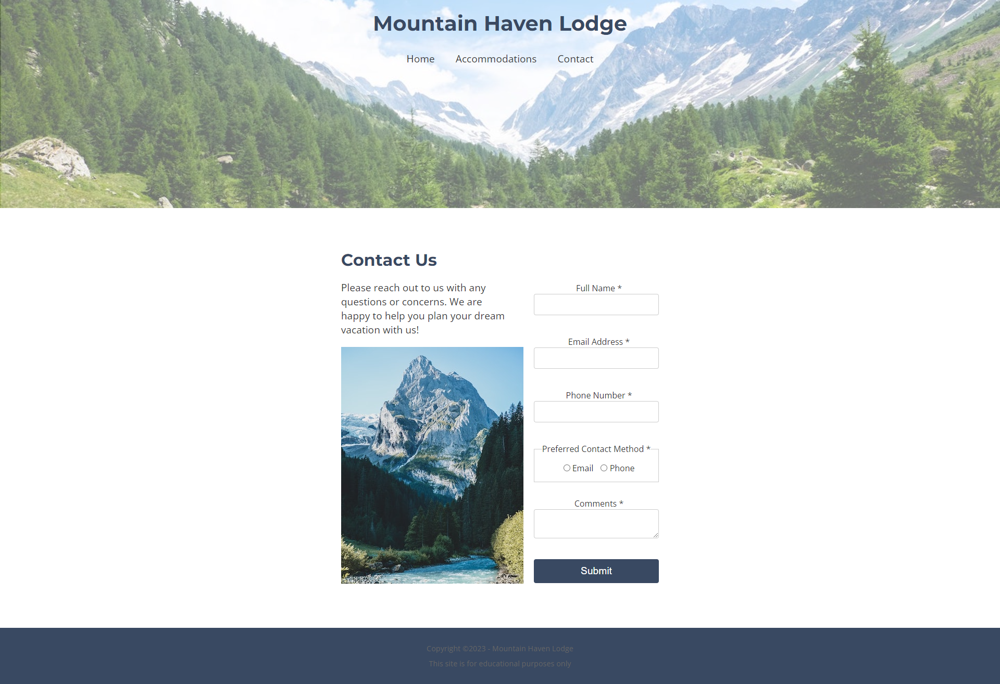 Mountain Haven Lodge
Home Accommodations Contact
Contact Us
Please reach out to us with any
questions or concerns. We are
happy to help you plan your dream
vacation with us!
Full Name *
Email Address *
Phone Number *
Preferred Contact Method *
Email Phone
Comments *
Submit
Copyright ©2023 - Mountain Haven Lodge
This site is for educational purposes only